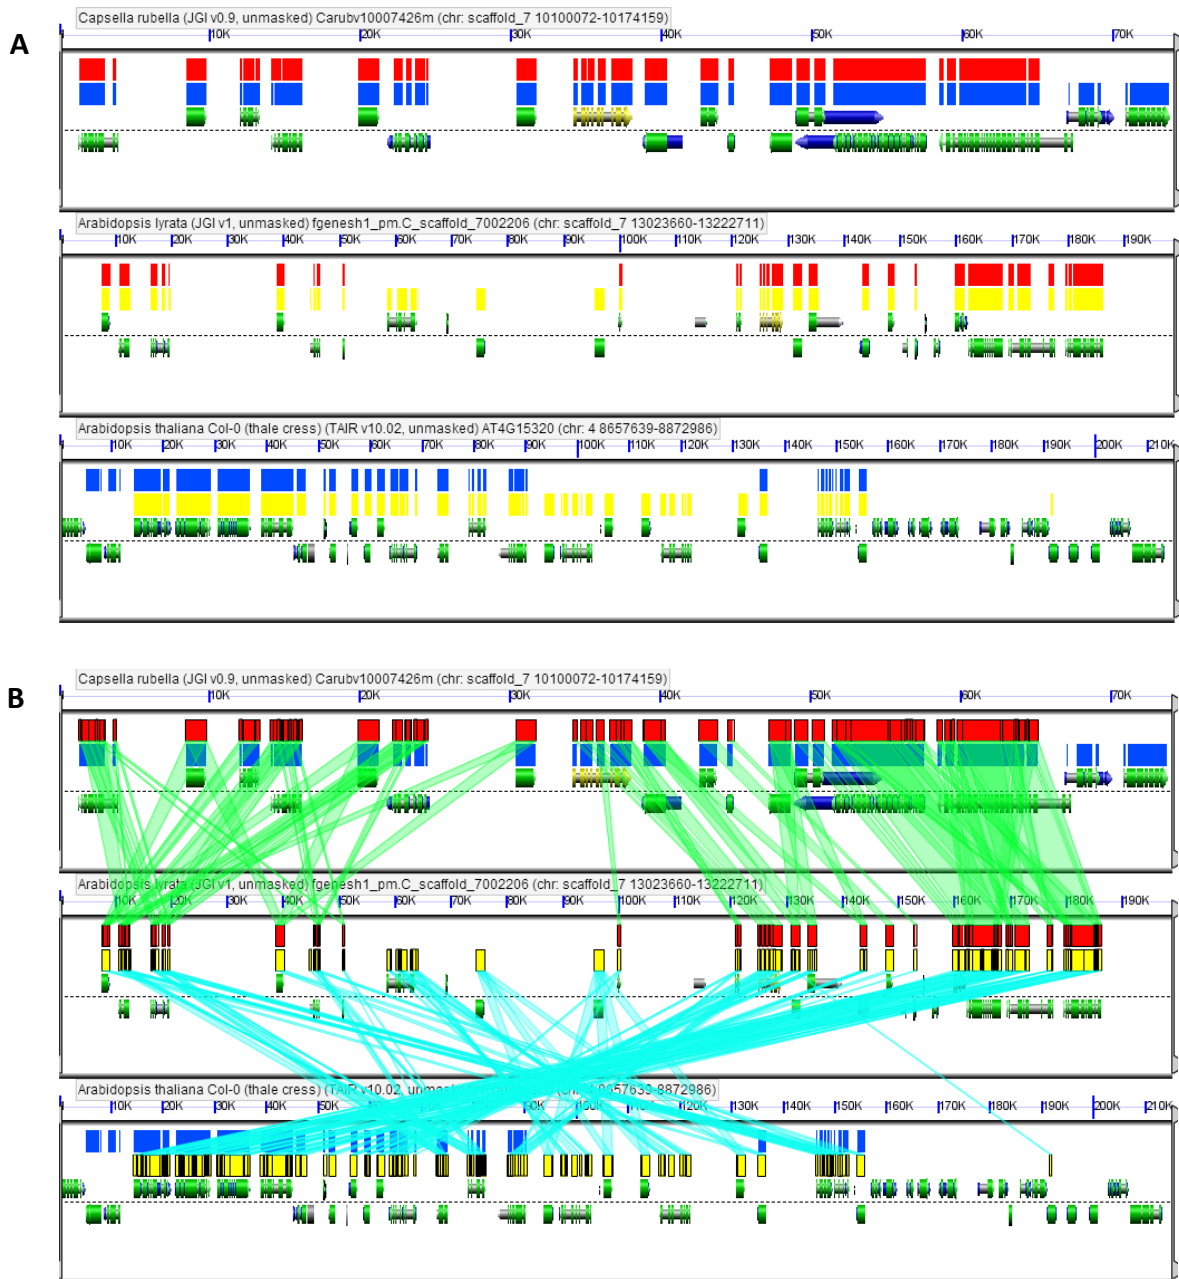 A
Capsella rubella (JGI v0.9, unmasked) Carubv10007426m (chr: scaffold_7 10100072-10174159)
10K 20K 30K 40K 50K 60K 70K
Arabidopsis lyrata (JGI v1, unmasked) fgenesh1_pm.C_scaffold_7002206 (chr: scaffold_7 13023660-13222711)
10K 20K 30K 40K 50K 60K 70K 80K 90K 100K 110K 120K 130K 140K 150K 160K 170K 180K 190K
Arabidopsis thaliana Col-0 (thale cress) (TAIR v10.02, unmasked) AT4G15320 (chr: 4 8657639-8872986)
10K 20K 30K 40K 50K 60K 70K 80K 90K 100K 110K 120K 130K 140K 150K 160K 170K 180K 190K 200K 210K
B
Capsella rubella (JGI v0.9, unmasked) Carubv10007426m (chr: scaffold_7 10100072-10174159)
10K 20K 30K 40K 50K 60K 70K
Arabidopsis lyrata (JGI v1, unmasked) fgenesh1_pm.C_scaffold_7002206 (chr: scaffold_7 13023660-13222711)
10K 20K 30K 40K 50K 60K 70K 80K 90K 100K 110K 120K 130K 140K 150K 160K 170K 180K 190K
Arabidopsis thaliana Col-0 (thale cress) (TAIR v10.02, unmasked) 8657639-8872986)
10K 20K 30K 40K 50K 90K 100K 110K 120K 130K 140K 150K 160K 170K 180K 190K 200K 210K